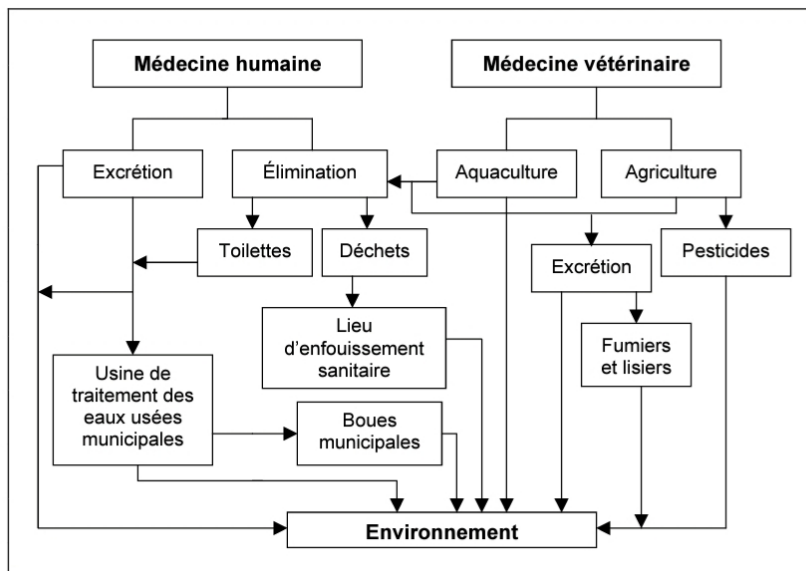 Médecine humaine
Médecine vétérinaire
Excrétion
Élimination
Aquaculture
Agriculture
Toilettes
Déchets
Excrétion
Pesticides
Lieu
d'enfouissement
sanitaire
Fumiers
et lisiers
Usine de
traitement des
eaux usées
municipales
Boues
municipales
Environnement